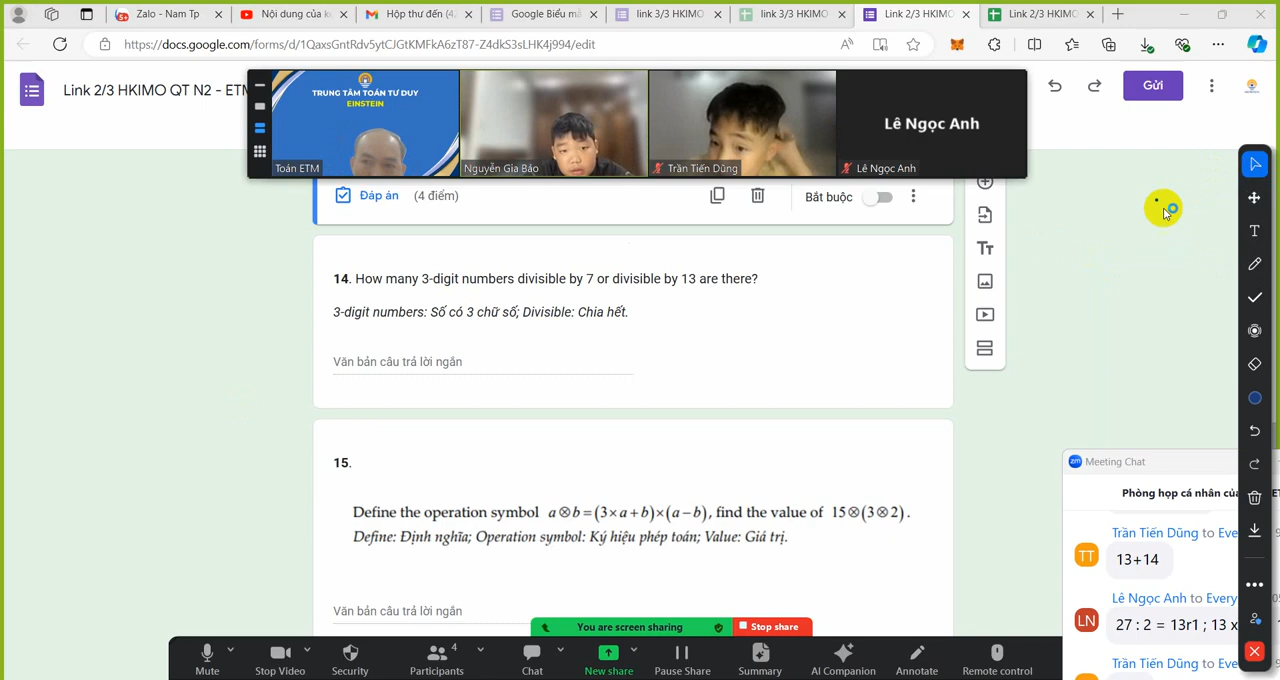 Zalo - Nam Tp
Nội dung của k
Hộp thư đến (4
Google Biểu m
link 3/3 HKIMO
link 3/3 HKIMO
Link 2/3 HKIMO
Link 2/3 HKIMO
https://docs.google.com/forms/d/1QaxsGntRdv5ytCJGtKMFkA6zT87-Z4dkS3sLHK4j994/edit
Link 2/3 HKIMO QT N2 - ETM
Gửi
TRUNG TÂM TOÁN TƯ DUY
EINSTEIN
Toán ETM
Nguyễn Gia Bảo
Trần Tiến Dũng
Lê Ngọc Anh
Lê Ngọc Anh
Đáp án (4 điểm)
Bắt buộc
14. How many 3-digit numbers divisible by 7 or divisible by 13 are there?
3-digit numbers: Số có 3 chữ số; Divisible: Chia hết.
Văn bản câu trả lời ngắn
15.
Define the operation symbol a⊗b=(3×a+b)×(a−b), find the value of 15⊗(3⊗2).
Define: Định nghĩa; Operation symbol: Ký hiệu phép toán; Value: Giá trị.
Văn bản câu trả lời ngắn
zm Meeting Chat
Phòng họp cá nhân của
Trần Tiến Dũng to Eve
TT
13+14
Lê Ngọc Anh to Every
LN
27 : 2 = 13r1 ; 13 x
Trần Tiến Dũng to Eve
You are screen sharing
Stop share
Mute
Stop Video
Security
Participants
4
Chat
New share
Pause Share
Summary
AI Companion
Annotate
Remote control